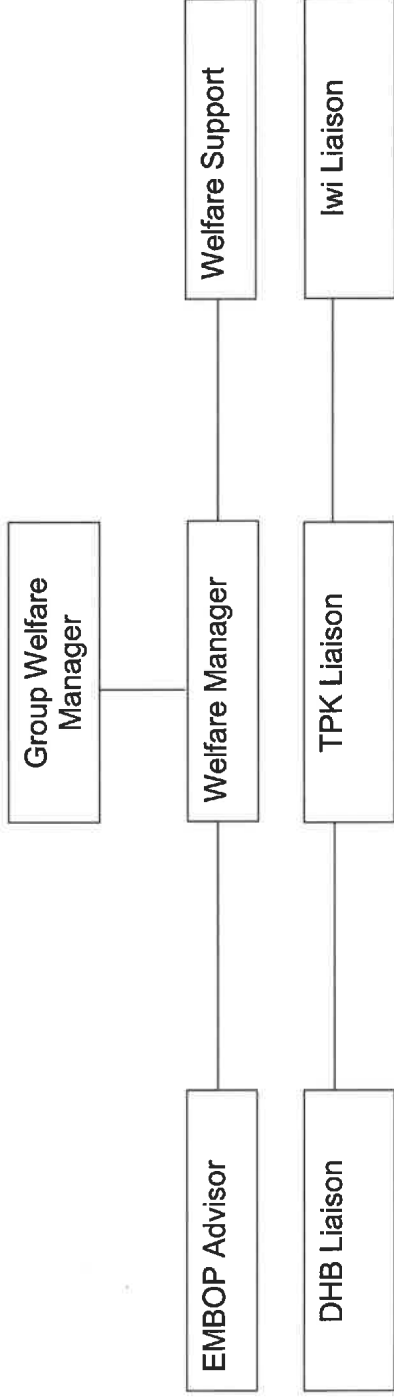 Group Welfare
Manager
EMBOP Advisor
Welfare Manager
Welfare Support
DHB Liaison
TPK Liaison
Iwi Liaison